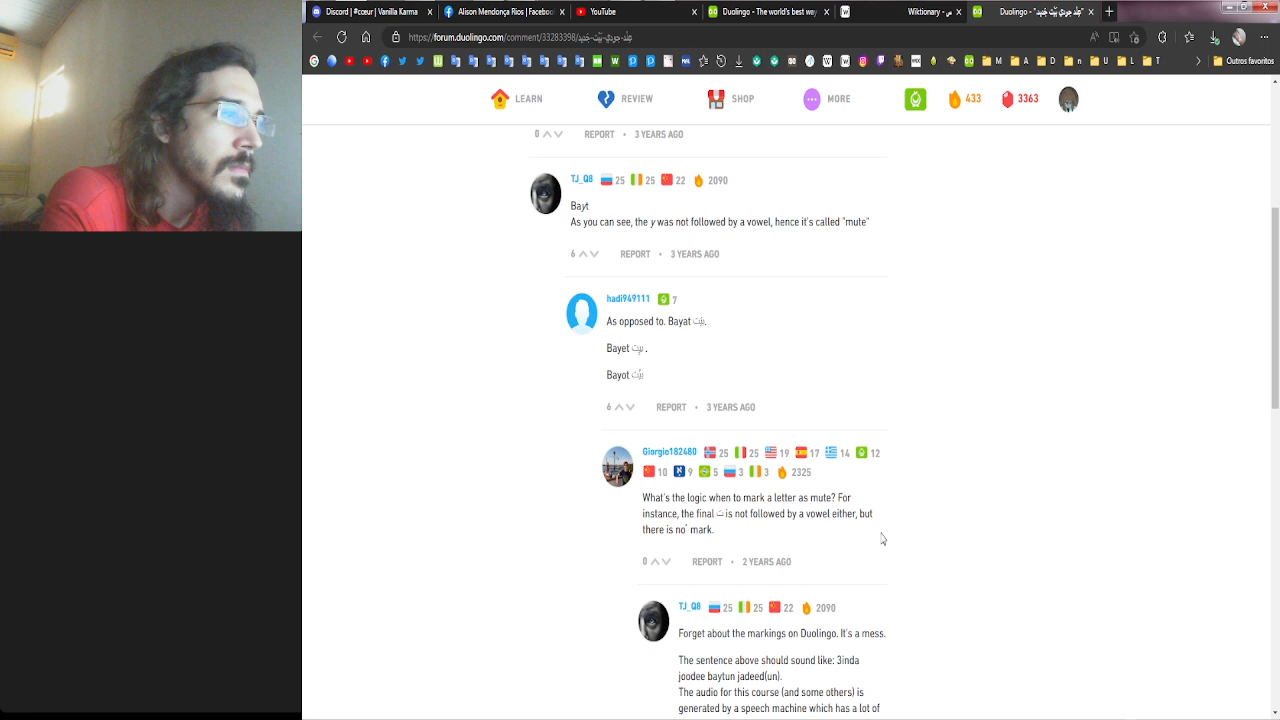 Discord | #cœur | Vanilla Karma
Alison Mendonça Rios | Facebo
YouTube
Duolingo - The world's best way
Wiktionary
https://forum.duolingo.com/comment/33283398/
Outros favoritos
LEARN
REVIEW
SHOP
MORE
433
3363
0
REPORT • 3 YEARS AGO
TJ_Q8 25 25 22 2090
Bayt
As you can see, the y was not followed by a vowel, hence it's called "mute"
6 REPORT • 3 YEARS AGO
hadi949111 7
As opposed to. Bayat بَيَت.
Bayet بيِت .
Bayot بيُت
6 REPORT • 3 YEARS AGO
Giorgio182480 25 25 19 17 14 12
10 9 5 3 3 2325
What's the logic when to mark a letter as mute? For
instance, the final ت is not followed by a vowel either, but
there is no ْ mark.
0 REPORT • 2 YEARS AGO
TJ_Q8 25 25 22 2090
Forget about the markings on Duolingo. It's a mess.
The sentence above should sound like: 3inda
joodee baytun jadeed(un).
The audio for this course (and some others) is
generated by a speech machine which has a lot of